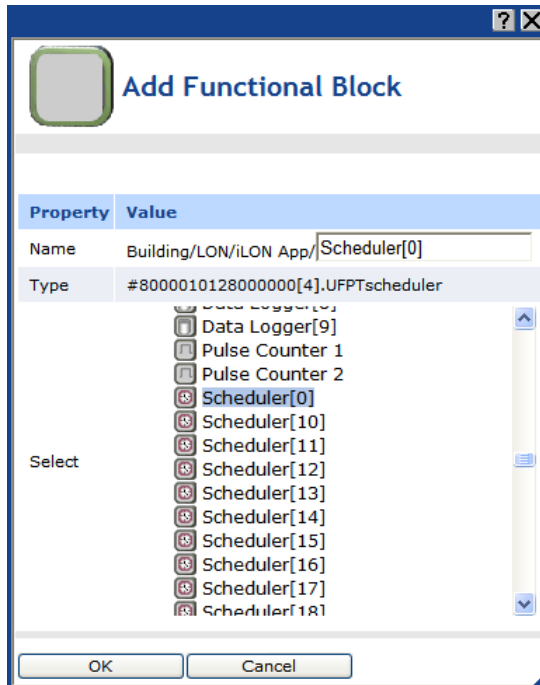 Add Functional Block
Property Value
Name Building/LON/iLON App/Scheduler[0]
Type #8000010128000000[4].UFPTscheduler
Data Logger[9]
Pulse Counter 1
Pulse Counter 2
Scheduler[0]
Scheduler[10]
Scheduler[11]
Scheduler[12]
Select
Scheduler[13]
Scheduler[14]
Scheduler[15]
Scheduler[16]
Scheduler[17]
Scheduler[18]
OK Cancel